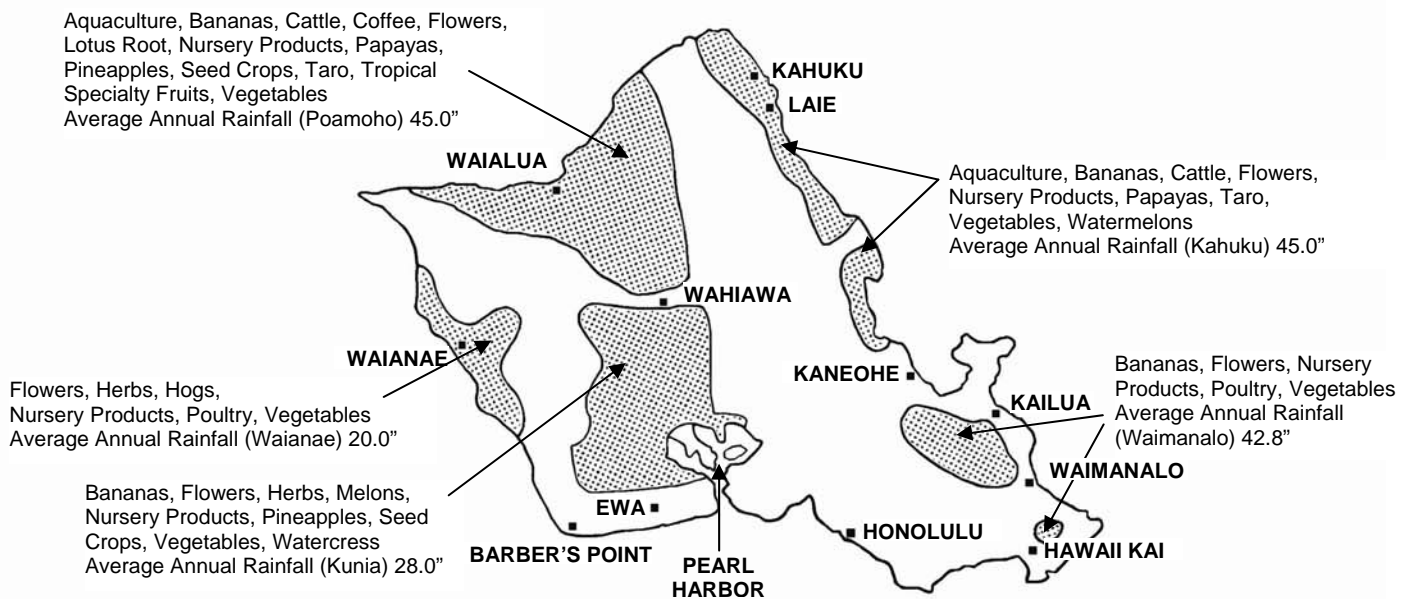 Aquaculture, Bananas, Cattle, Coffee, Flowers,
Lotus Root, Nursery Products, Papayas,
Pineapples, Seed Crops, Taro, Tropical
Specialty Fruits, Vegetables
Average Annual Rainfall (Poamoho) 45.0”
KAHUKU
LAIE
WAIALUA
Aquaculture, Bananas, Cattle, Flowers,
Nursery Products, Papayas, Taro,
Vegetables, Watermelons
Average Annual Rainfall (Kahuku) 45.0”
WAHIAWA
WAIANAE
KANEOHE
Bananas, Flowers, Nursery
Products, Poultry, Vegetables
Average Annual Rainfall
(Waimanalo) 42.8”
Flowers, Herbs, Hogs,
Nursery Products, Poultry, Vegetables
Average Annual Rainfall (Waianae) 20.0”
KAILUA
WAIMANALO
Bananas, Flowers, Herbs, Melons,
Nursery Products, Pineapples, Seed
Crops, Vegetables, Watercress
Average Annual Rainfall (Kunia) 28.0”
EWA
BARBER’S POINT
PEARL
HARBOR
HONOLULU
HAWAII KAI